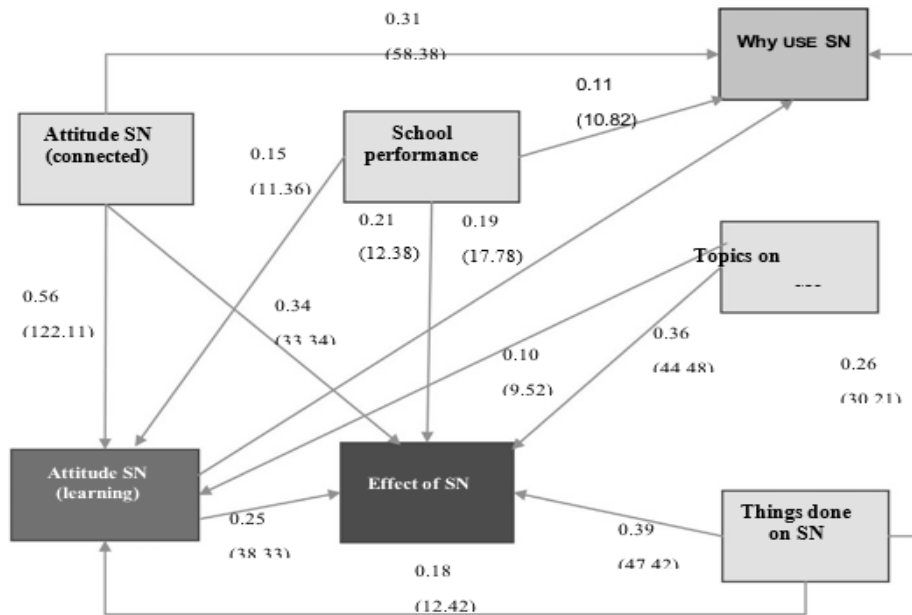 0.31
(58.38)
Why USE SN
0.11
(10.82)
Attitude SN
(connected)
School
performance
0.15
(11.36)
0.21
(12.38)
0.19
(17.78)
Topics on
0.56
(122.11)
0.34
(33.34)
0.10
(9.52)
0.36
(44.48)
0.26
(30.21)
Attitude SN
(learning)
Effect of SN
Things done
on SN
0.25
(38.33)
0.39
(47.42)
0.18
(12.42)